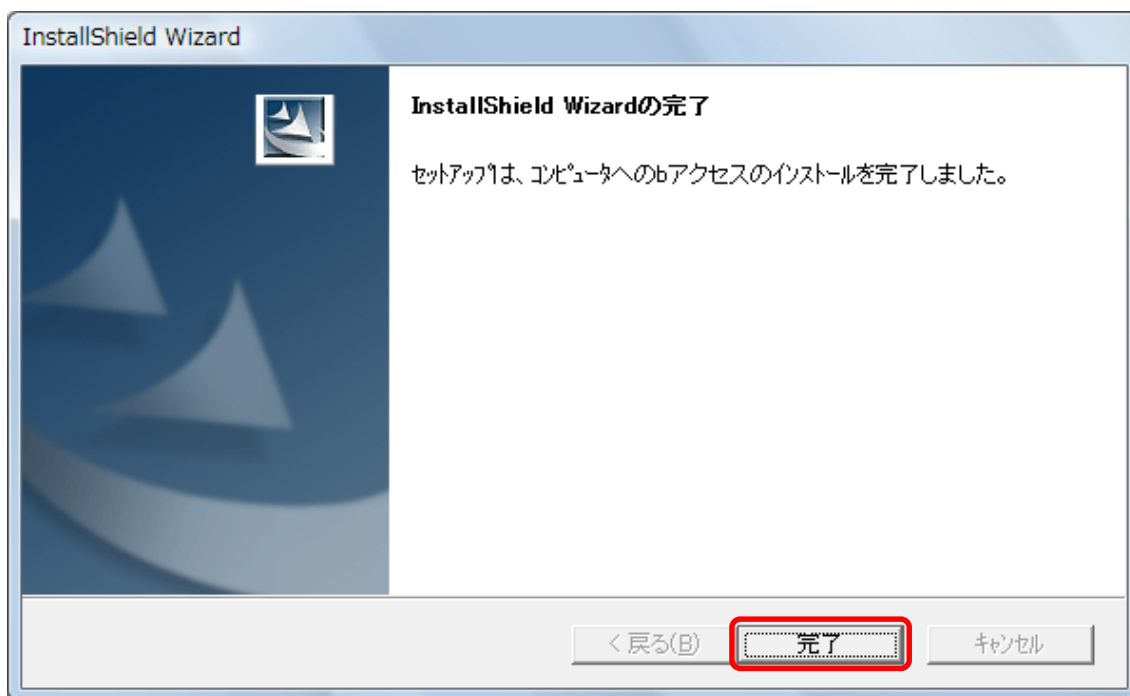 InstallShield Wizard
InstallShield Wizardの完了
セットアップは、コンピュータへのbアクセスのインストールを完了しました。
< 戻る(B)
完了
キャンセル